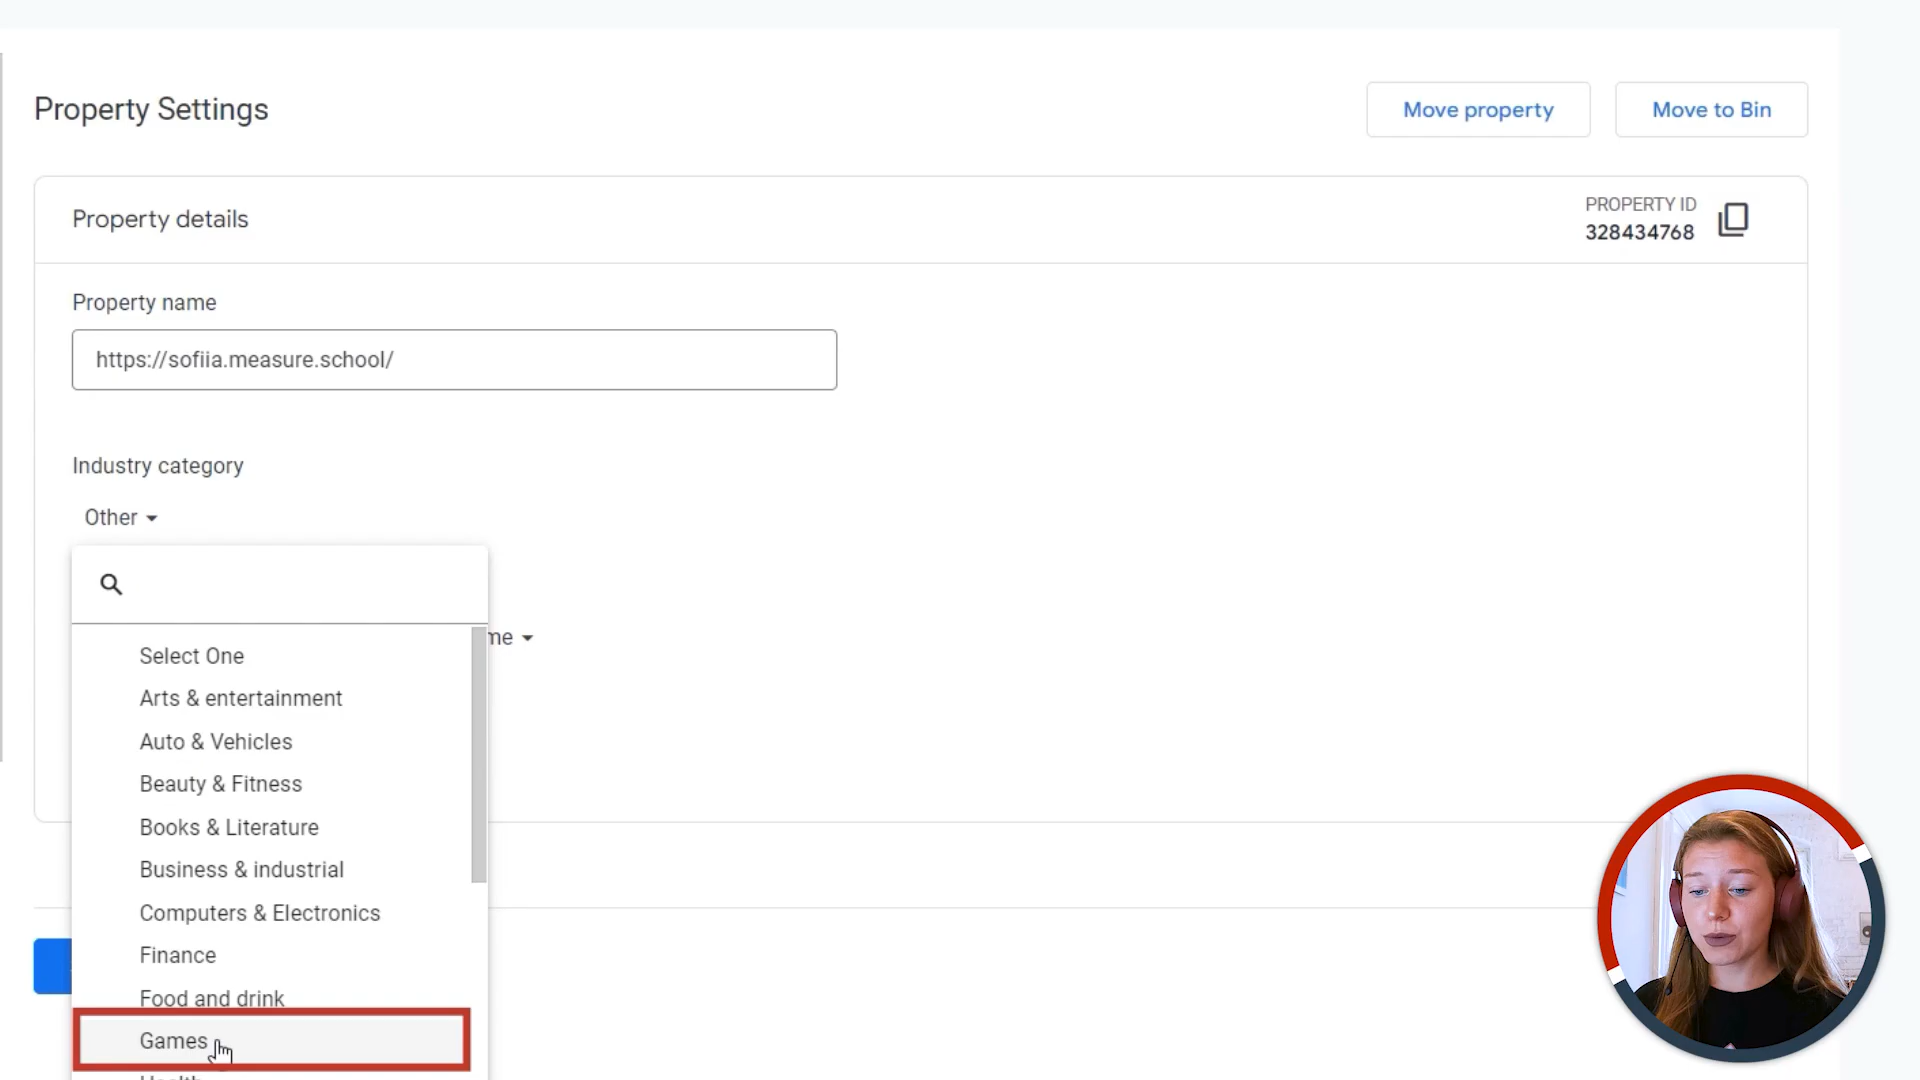 Property Settings
Move property
Move to Bin
Property details
PROPERTY ID
328434768
Property name
https://sofiia.measure.school/
Industry category
Other
me
Select One
Arts & entertainment
Auto & Vehicles
Beauty & Fitness
Books & Literature
Business & industrial
Computers & Electronics
Finance
Food and drink
Games
Health